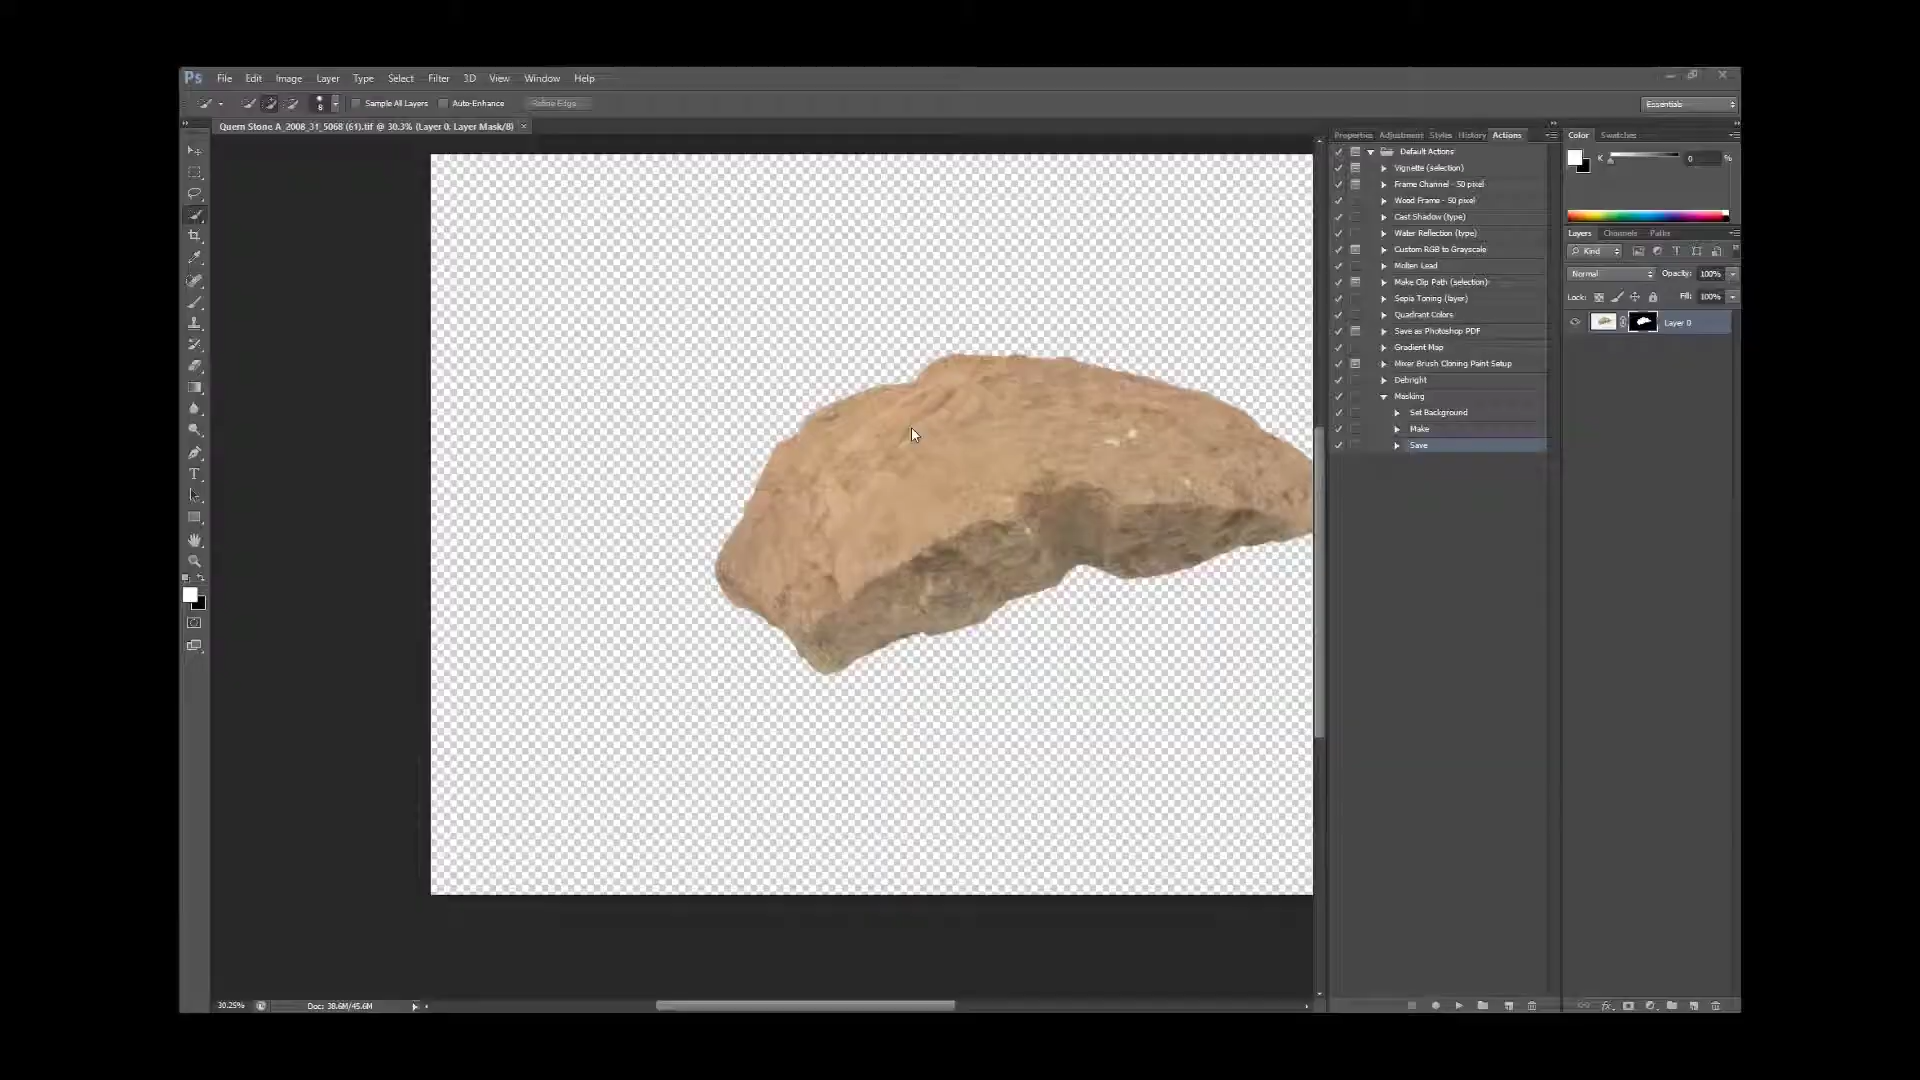 Ps File Edit Image Layer Type Select Filter 3D View Window Help
8 Sample All Layers Auto-Enhance Refine Edge Essentials
Quern Stone A_2008_31_5068 (61).tif @ 30.3% (Layer 0, Layer Mask/8) ×
Properties Adjustment Styles History Actions
Default Actions
Vignette (selection)
Frame Channel - 50 pixel
Wood Frame - 50 pixel
Cast Shadow (type)
Water Reflection (type)
Custom RGB to Grayscale
Molten Lead
Make Clip Path (selection)
Sepia Toning (layer)
Quadrant Colors
Save as Photoshop PDF
Gradient Map
Mixer Brush Cloning Paint Setup
Debright
Masking
Set Background
Make
Save
Color Swatches
K 0 %
Layers Channels Paths
Kind
Normal Opacity: 100%
Lock: Fill: 100%
Layer 0
30.25% Doc: 38.6M/45.6M